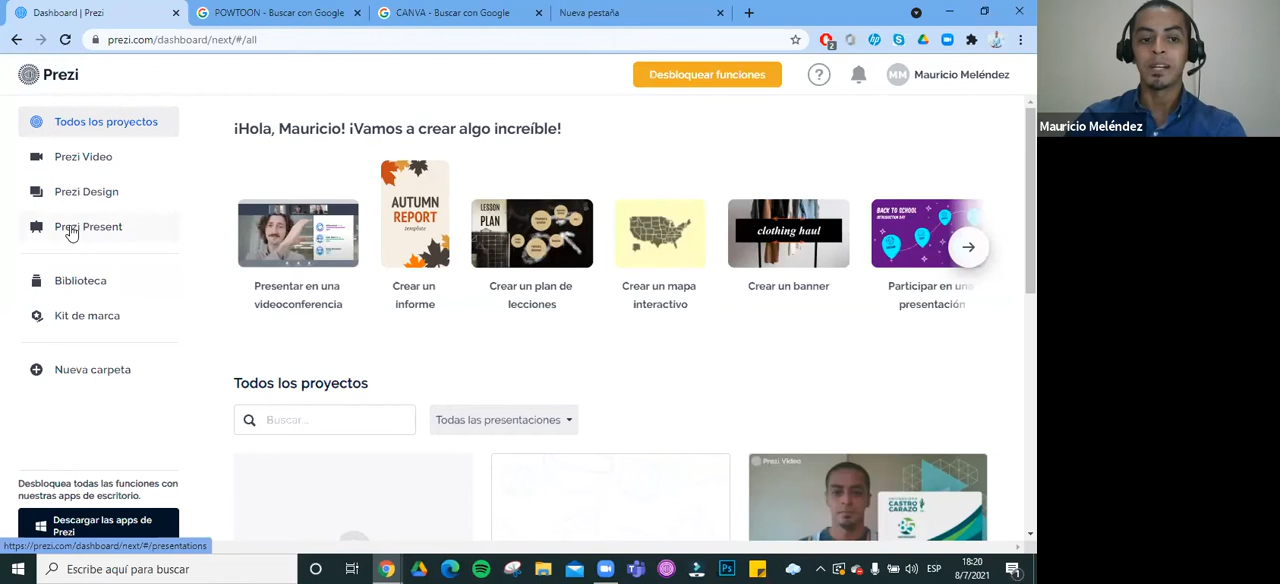 Dashboard | Prezi
POWTOON - Buscar con Google
CANVA - Buscar con Google
Nueva pestaña
prezi.com/dashboard/next/#/all
2
Prezi
Desbloquear funciones
?
MM
Mauricio Meléndez
Mauricio Meléndez
Todos los proyectos
Prezi Video
Prezi Design
Prezi Present
Biblioteca
Kit de marca
Nueva carpeta
Desbloquea todas las funciones con
nuestras apps de escritorio.
Descargar las apps de
Prezi
https://prezi.com/dashboard/next/#/presentations
¡Hola, Mauricio! ¡Vamos a crear algo increíble!
AUTUMN
REPORT
template
LESSON
PLAN
clothing haul
BACK TO SCHOOL
Presentar en una
videoconferencia
Crear un
informe
Crear un plan de
lecciones
Crear un mapa
interactivo
Crear un banner
Participar en una
presentación
Todos los proyectos
Buscar...
Todas las presentaciones
Prezi Video
CASTRO
CARAZO
Escribe aquí para buscar
Ps
ESP
18:20
8/7/2021
1